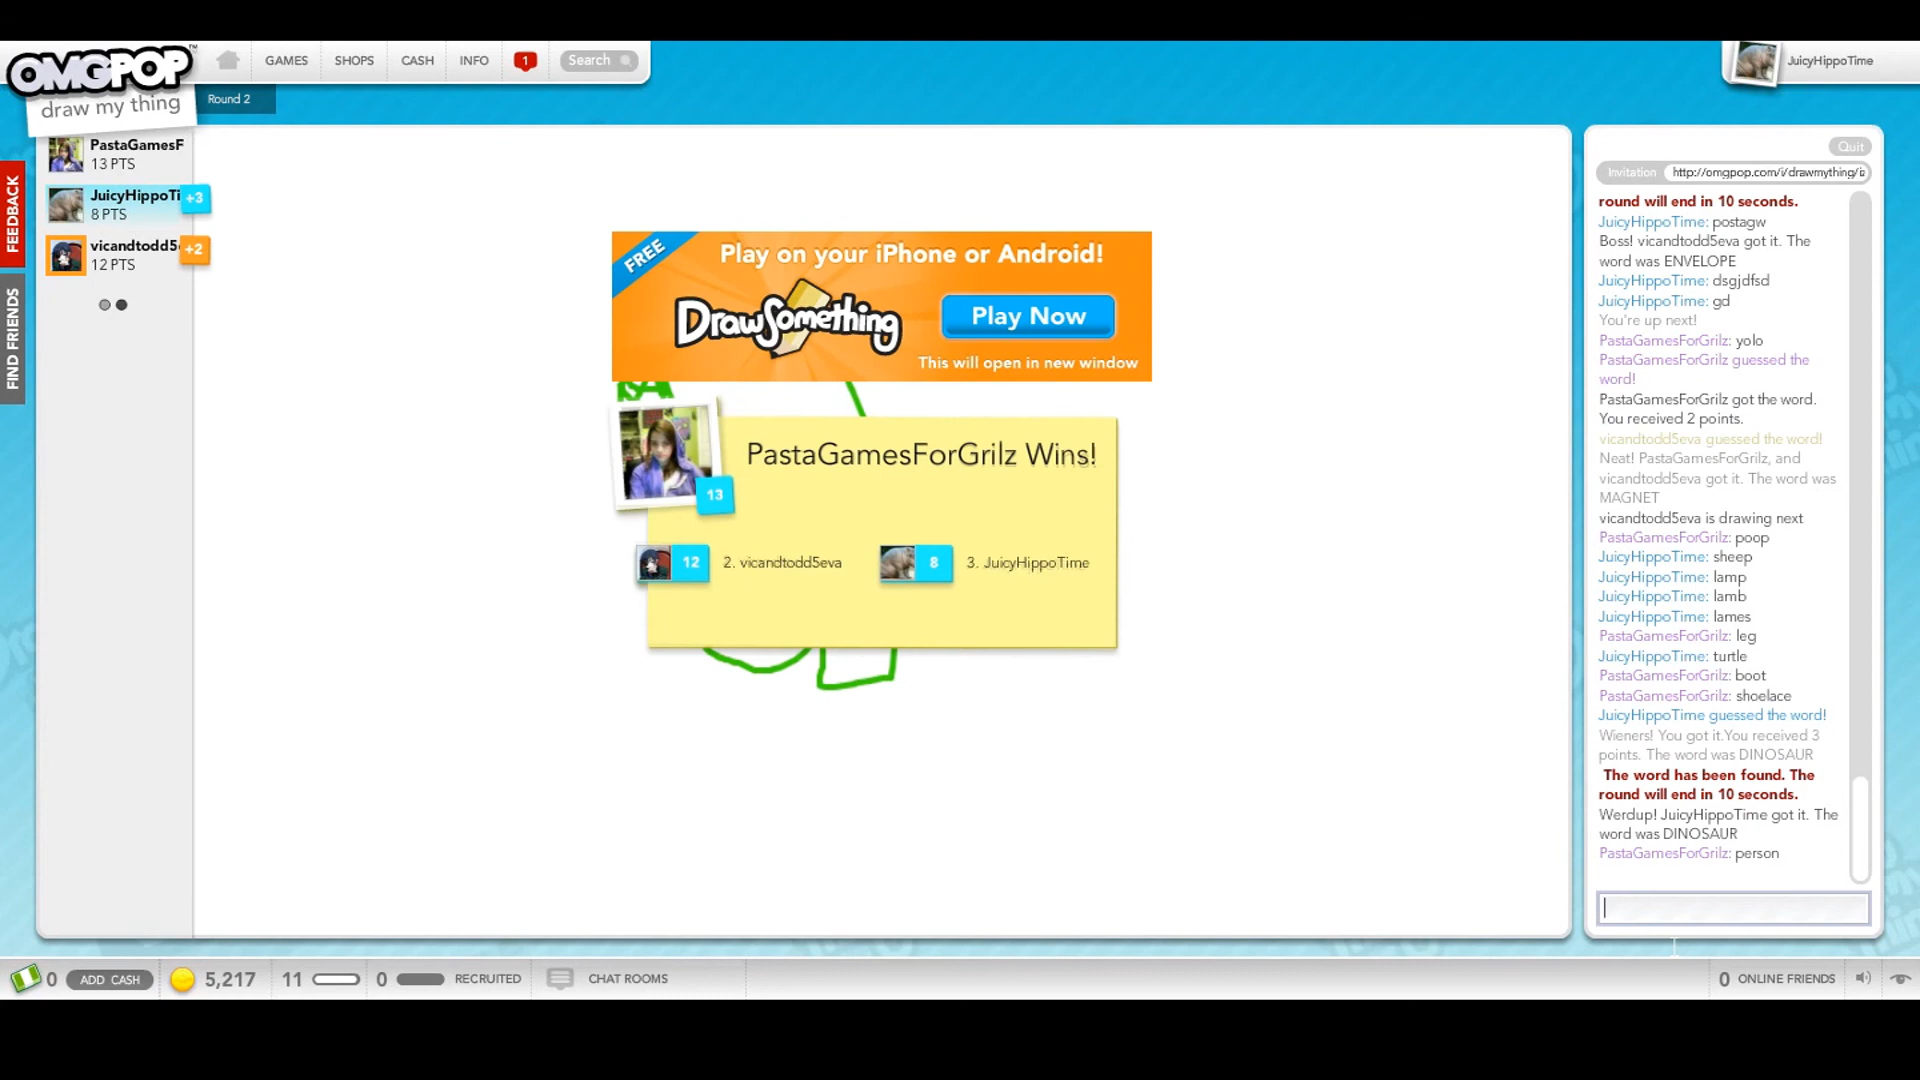 OMGPOP™
draw my thing
GAMES
SHOPS
CASH
INFO
1
Search
JuicyHippoTime
Round 2
FEEDBACK
FIND FRIENDS
PastaGamesF
13 PTS
JuicyHippoTi
8 PTS
+3
vicandtodd5
12 PTS
+2
FREE
Play on your iPhone or Android!
DrawSomething
Play Now
This will open in new window
PastaGamesForGrilz Wins!
13
12
2. vicandtodd5eva
8
3. JuicyHippoTime
Quit
Invitation
http://omgpop.com/i/drawmything/
round will end in 10 seconds.
JuicyHippoTime: postagw
Boss! vicandtodd5eva got it. The
word was ENVELOPE
JuicyHippoTime: dsgjdfsd
JuicyHippoTime: gd
You're up next!
PastaGamesForGrilz: yolo
PastaGamesForGrilz guessed the
word!
PastaGamesForGrilz got the word.
You received 2 points.
vicandtodd5eva guessed the word!
Neat! PastaGamesForGrilz, and
vicandtodd5eva got it. The word was
MAGNET
vicandtodd5eva is drawing next
PastaGamesForGrilz: poop
JuicyHippoTime: sheep
JuicyHippoTime: lamp
JuicyHippoTime: lamb
JuicyHippoTime: lames
PastaGamesForGrilz: leg
JuicyHippoTime: turtle
PastaGamesForGrilz: boot
PastaGamesForGrilz: shoelace
JuicyHippoTime guessed the word!
Wieners! You got it.You received 3
points. The word was DINOSAUR
The word has been found. The
round will end in 10 seconds.
Werdup! JuicyHippoTime got it. The
word was DINOSAUR
PastaGamesForGrilz: person
0
ADD CASH
5,217
11
0
RECRUITED
CHAT ROOMS
0 ONLINE FRIENDS